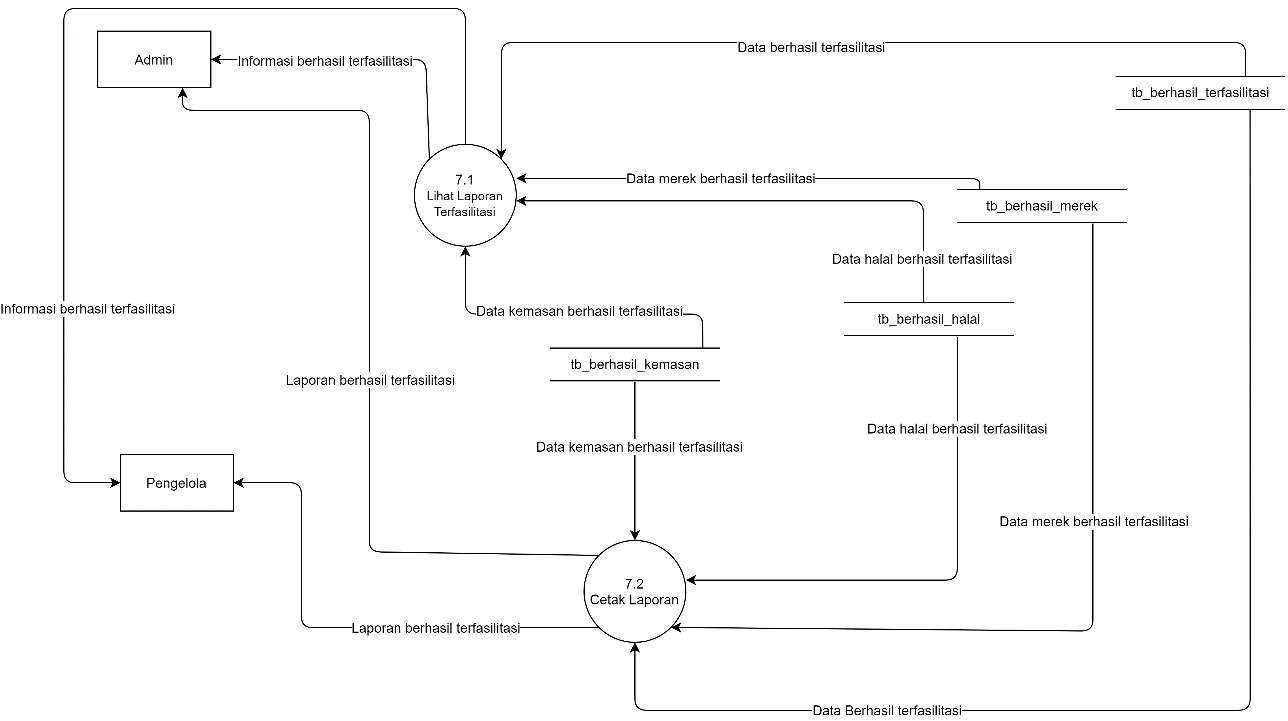 Data berhasil terfasilitasi
Admin
Informasi berhasil terfasilitasi
tb_berhasil_terfasilitasi
7.1
Lihat Laporan
Terfasilitasi
Data merek berhasil terfasilitasi
tb_berhasil_merek
Data halal berhasil terfasilitasi
Informasi berhasil terfasilitasi
Data kemasan berhasil terfasilitasi
tb_berhasil_halal
tb_berhasil_kemasan
Laporan berhasil terfasilitasi
Data halal berhasil terfasilitasi
Data kemasan berhasil terfasilitasi
Pengelola
Data merek berhasil terfasilitasi
7.2
Cetak Laporan
Laporan berhasil terfasilitasi
Data Berhasil terfasilitasi